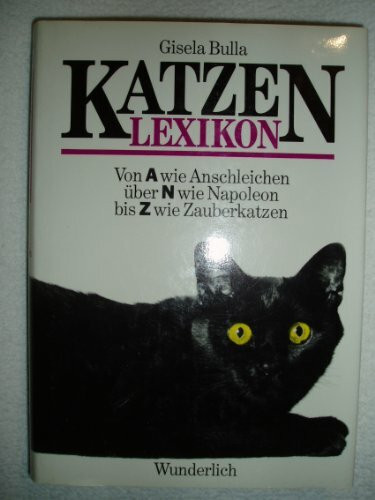 Gisela Bulla
KATZEN
LEXIKON
Von A wie Anschleichen
über N wie Napoleon
bis Z wie Zauberkatzen
Wunderlich